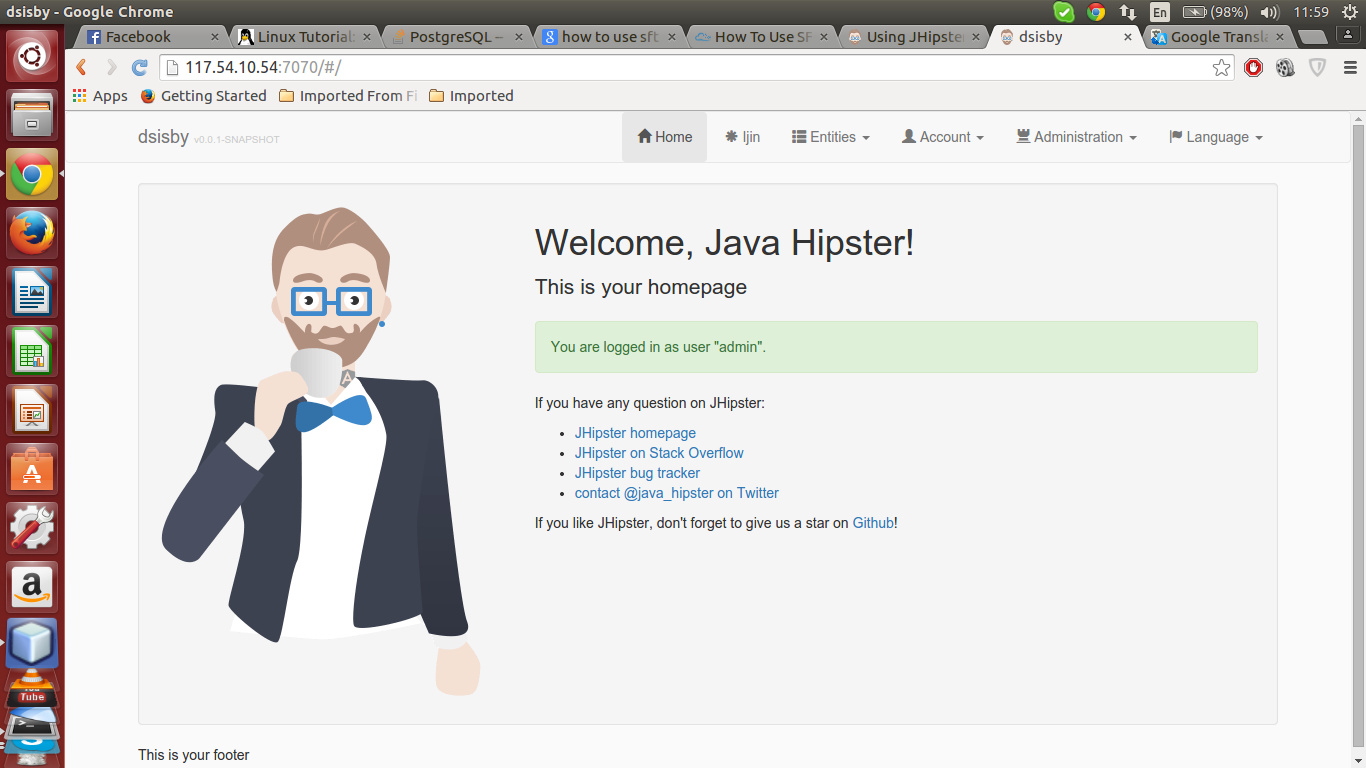 dsisby - Google Chrome
En (98%) 11:59
Facebook × Linux Tutorial: × PostgreSQL – × how to use sft × How To Use SF × Using JHipster × dsisby × Google Transla ×
117.54.10.54:7070/#/
Apps Getting Started Imported From Fi Imported
dsisby v0.0.1-SNAPSHOT Home Ijin Entities Account Administration Language
Welcome, Java Hipster!
This is your homepage
You are logged in as user "admin".
If you have any question on JHipster:
• JHipster homepage
• JHipster on Stack Overflow
• JHipster bug tracker
• contact @java_hipster on Twitter
If you like JHipster, don't forget to give us a star on Github!
A
a
You
Tube
This is your footer